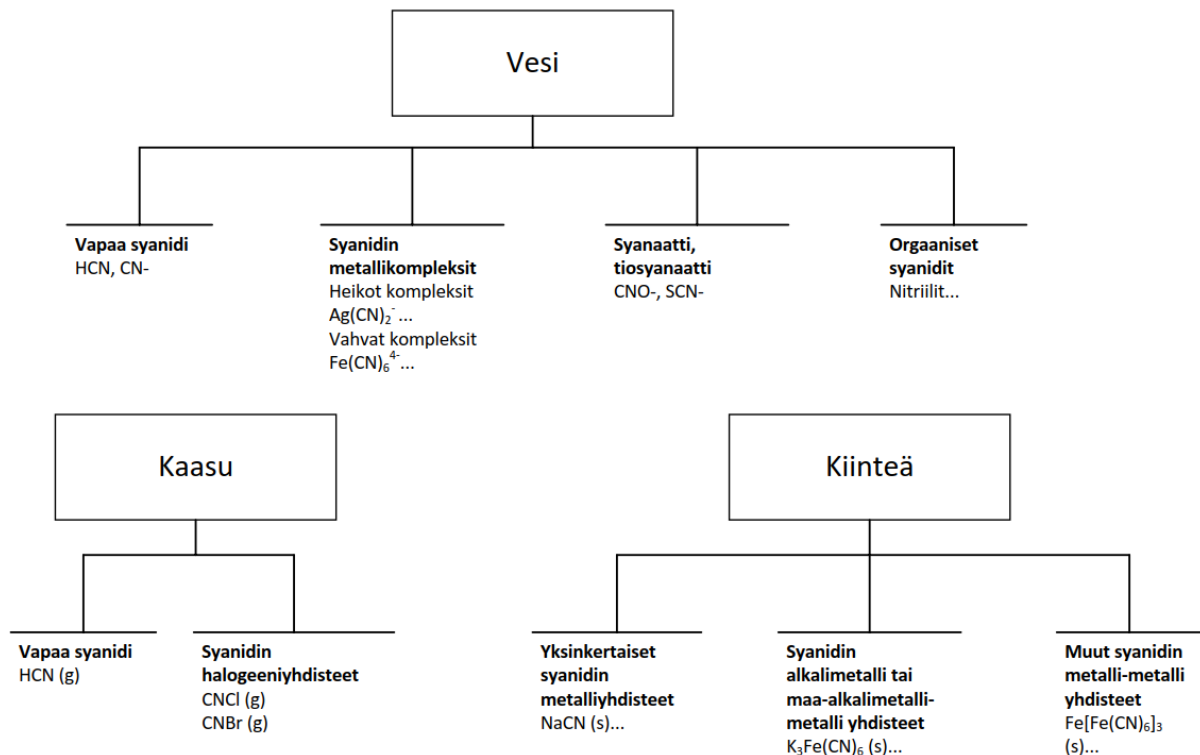 Vesi
Vapaa syanidi
HCN, CN-
Syanidin
metallikompleksit
Heikot kompleksit
Ag(CN)₂⁻ ...
Vahvat kompleksit
Fe(CN)₆⁴⁻ ...
Syanaatti,
tiosyanaatti
CNO-, SCN-
Orgaaniset
syanidit
Nitriilit...
Kaasu
Vapaa syanidi
HCN (g)
Syanidin
halogeeniyhdisteet
CNCl (g)
CNBr (g)
Kiinteä
Yksinkertaiset
syanidin
metalliyhdisteet
NaCN (s)...
Syanidin
alkalimetalli tai
maa-alkalimetalli-
metalli yhdisteet
K₃Fe(CN)₆ (s)...
Muut syanidin
metalli-metalli
yhdisteet
Fe[Fe(CN)₆]₃
(s)...